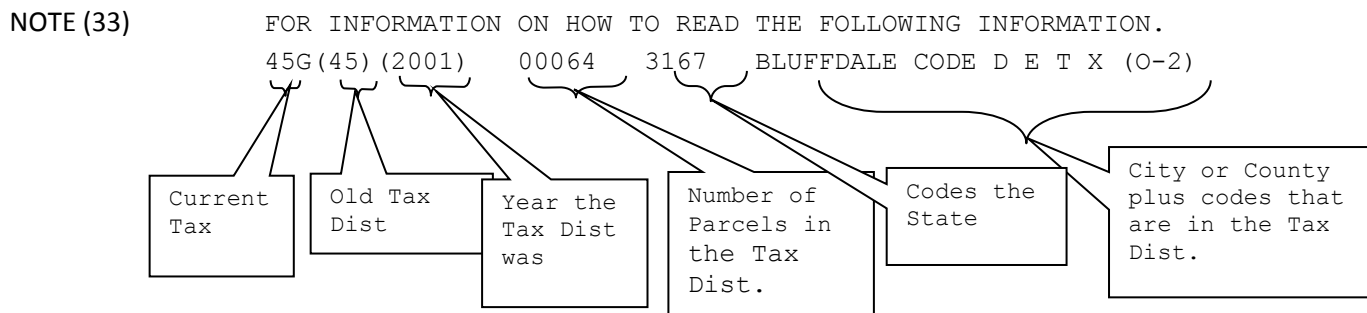 NOTE (33) FOR INFORMATION ON HOW TO READ THE FOLLOWING INFORMATION.
45G(45)(2001) 00064 3167 BLUFFDALE CODE D E T X (O-2)
Current
Tax
Old Tax
Dist
Year the
Tax Dist
was
Number of
Parcels in
the Tax
Dist.
Codes the
State
City or County
plus codes that
are in the Tax
Dist.